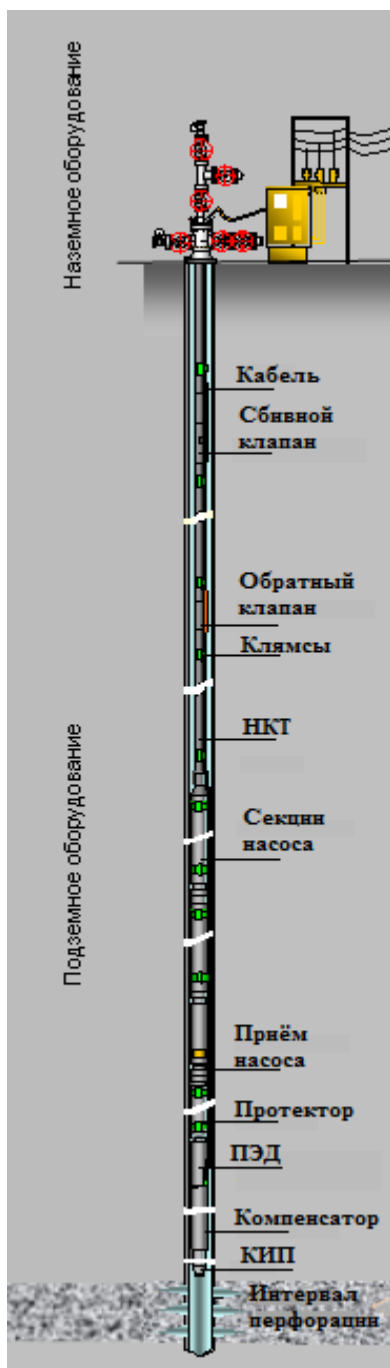 Наземное оборудование
Кабель
Сбивной
клапан
Обратный
клапан
Клямсы
НКТ
Подземное оборудование
Секции
насоса
Приём
насоса
Протектор
ПЭД
Компенсатор
КИП
Интервал
перфорации